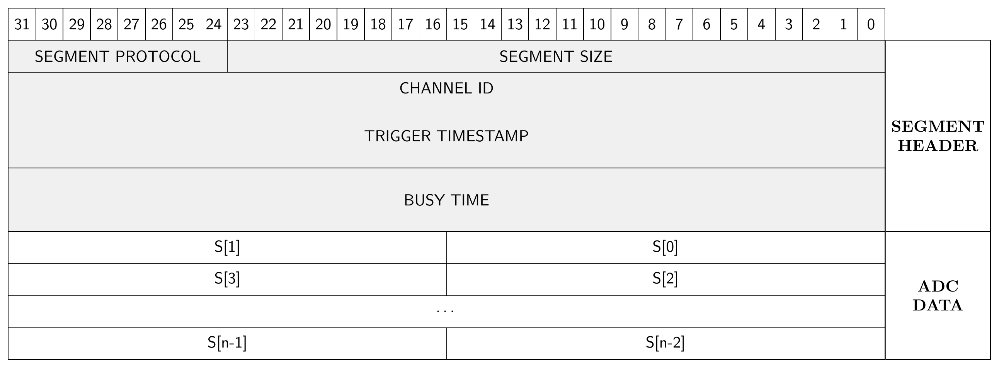 31 30 29 28 27 26 25 24 23 22 21 20 19 18 17 16 15 14 13 12 11 10 9 8 7 6 5 4 3 2 1 0
SEGMENT PROTOCOL SEGMENT SIZE
CHANNEL ID
TRIGGER TIMESTAMP
BUSY TIME
SEGMENT
HEADER
S[1] S[0]
S[3] S[2]
...
S[n-1] S[n-2]
ADC
DATA